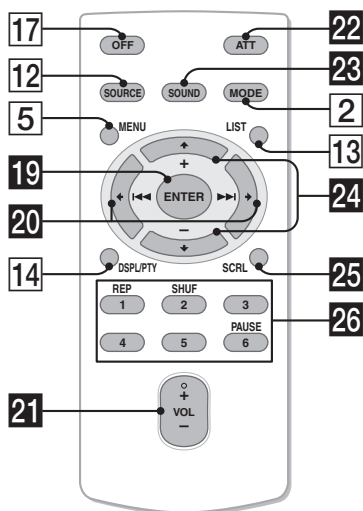 17 22
OFF ATT
12 23
SOURCE SOUND MODE
5 2
MENU LIST
13
+
19 ENTER
20 24
−
14 DSPL/PTY SCRL 25
REP SHUF
1 2 3
26
PAUSE
4 5 6
+
21 VOL
−